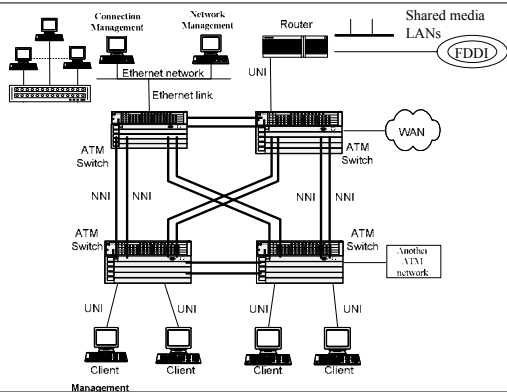 Connection
Management
Network
Management
Router
Shared media
LANs
FDDI
Ethernet network
UNI
Ethernet link
ATM
Switch
ATM
Switch
WAN
NNI
NNI
NNI
NNI
ATM
Switch
ATM
Switch
Another
ATM
network
UNI
UNI
UNI
UNI
Client
Client
Client
Client
Management